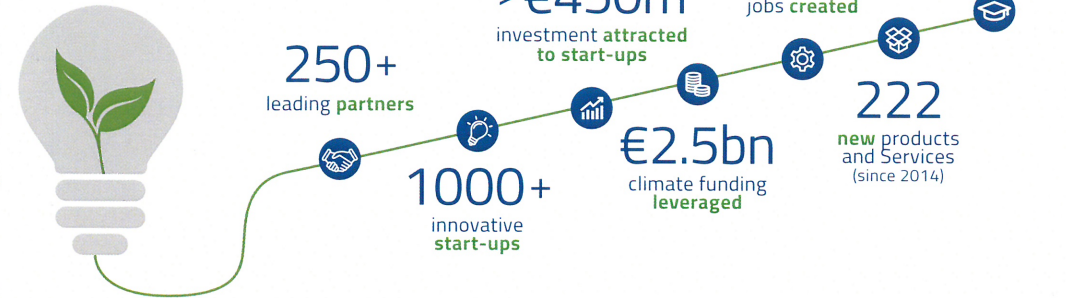 250+
leading partners
>€450m
investment attracted
to start-ups
jobs created
1000+
innovative
start-ups
€2.5bn
climate funding
leveraged
222
new products
and Services
(since 2014)